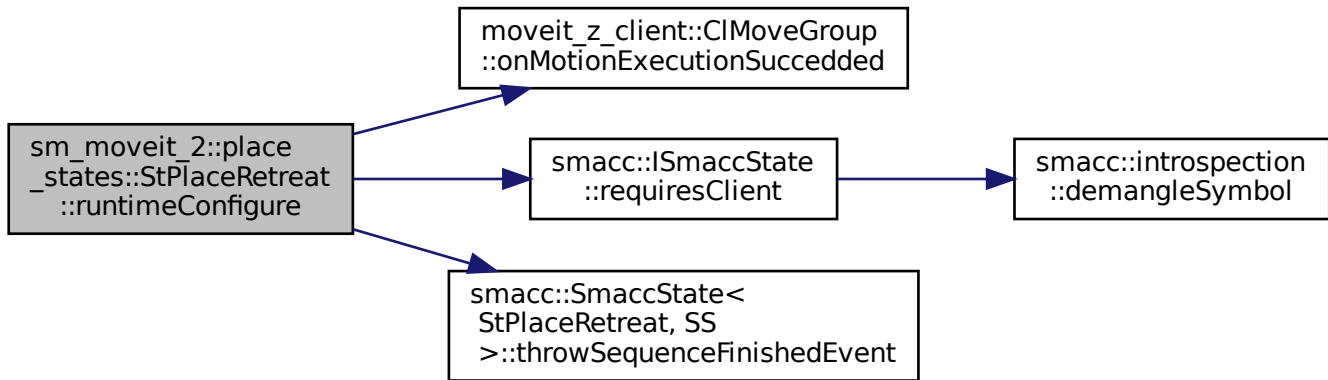 sm_moveit_2::place
_states::StPlaceRetreat
::runtimeConfigure
moveit_z_client::ClMoveGroup
::onMotionExecutionSuccedded
smacc::ISmaccState
::requiresClient
smacc::introspection
::demangleSymbol
smacc::SmaccState<
StPlaceRetreat, SS
>::throwSequenceFinishedEvent